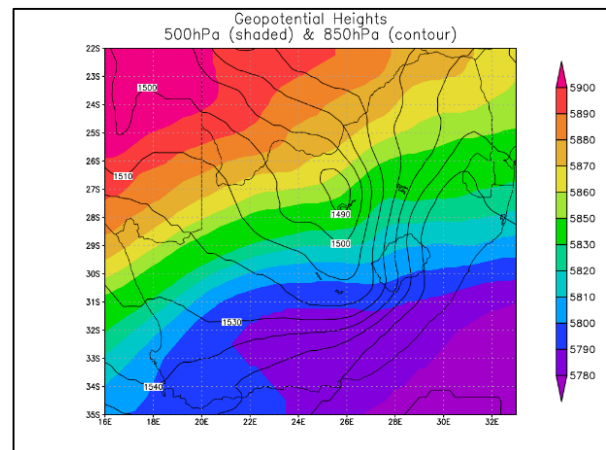 Geopotential Heights
500hPa (shaded) & 850hPa (contour)
22S
23S
24S
25S
26S
27S
28S
29S
30S
31S
32S
33S
34S
35S
16E
18E
20E
22E
24E
26E
28E
30E
32E
1500
1510
1490
1500
1530
1540
5900
5890
5880
5870
5860
5850
5830
5820
5810
5800
5790
5780